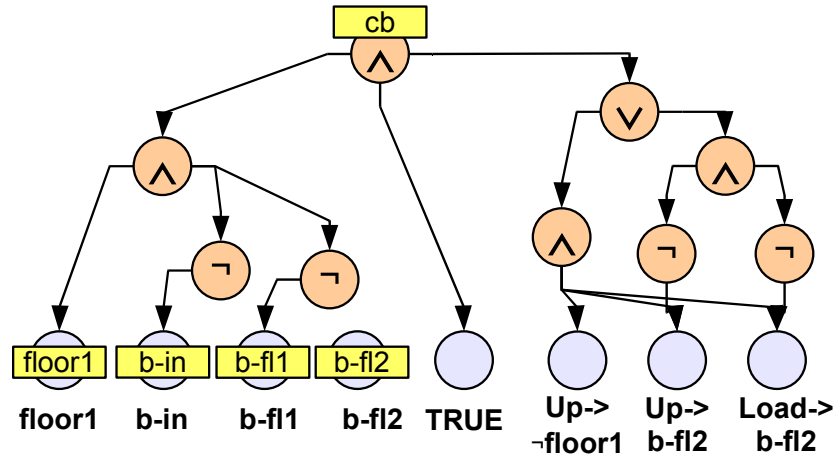 cb
∧
∨
∧
∧
∧
¬
¬
¬
¬
floor1
b-in
b-fl1
b-fl2
floor1
b-in
b-fl1
b-fl2
TRUE
Up->
¬floor1
Up->
b-fl2
Load->
b-fl2